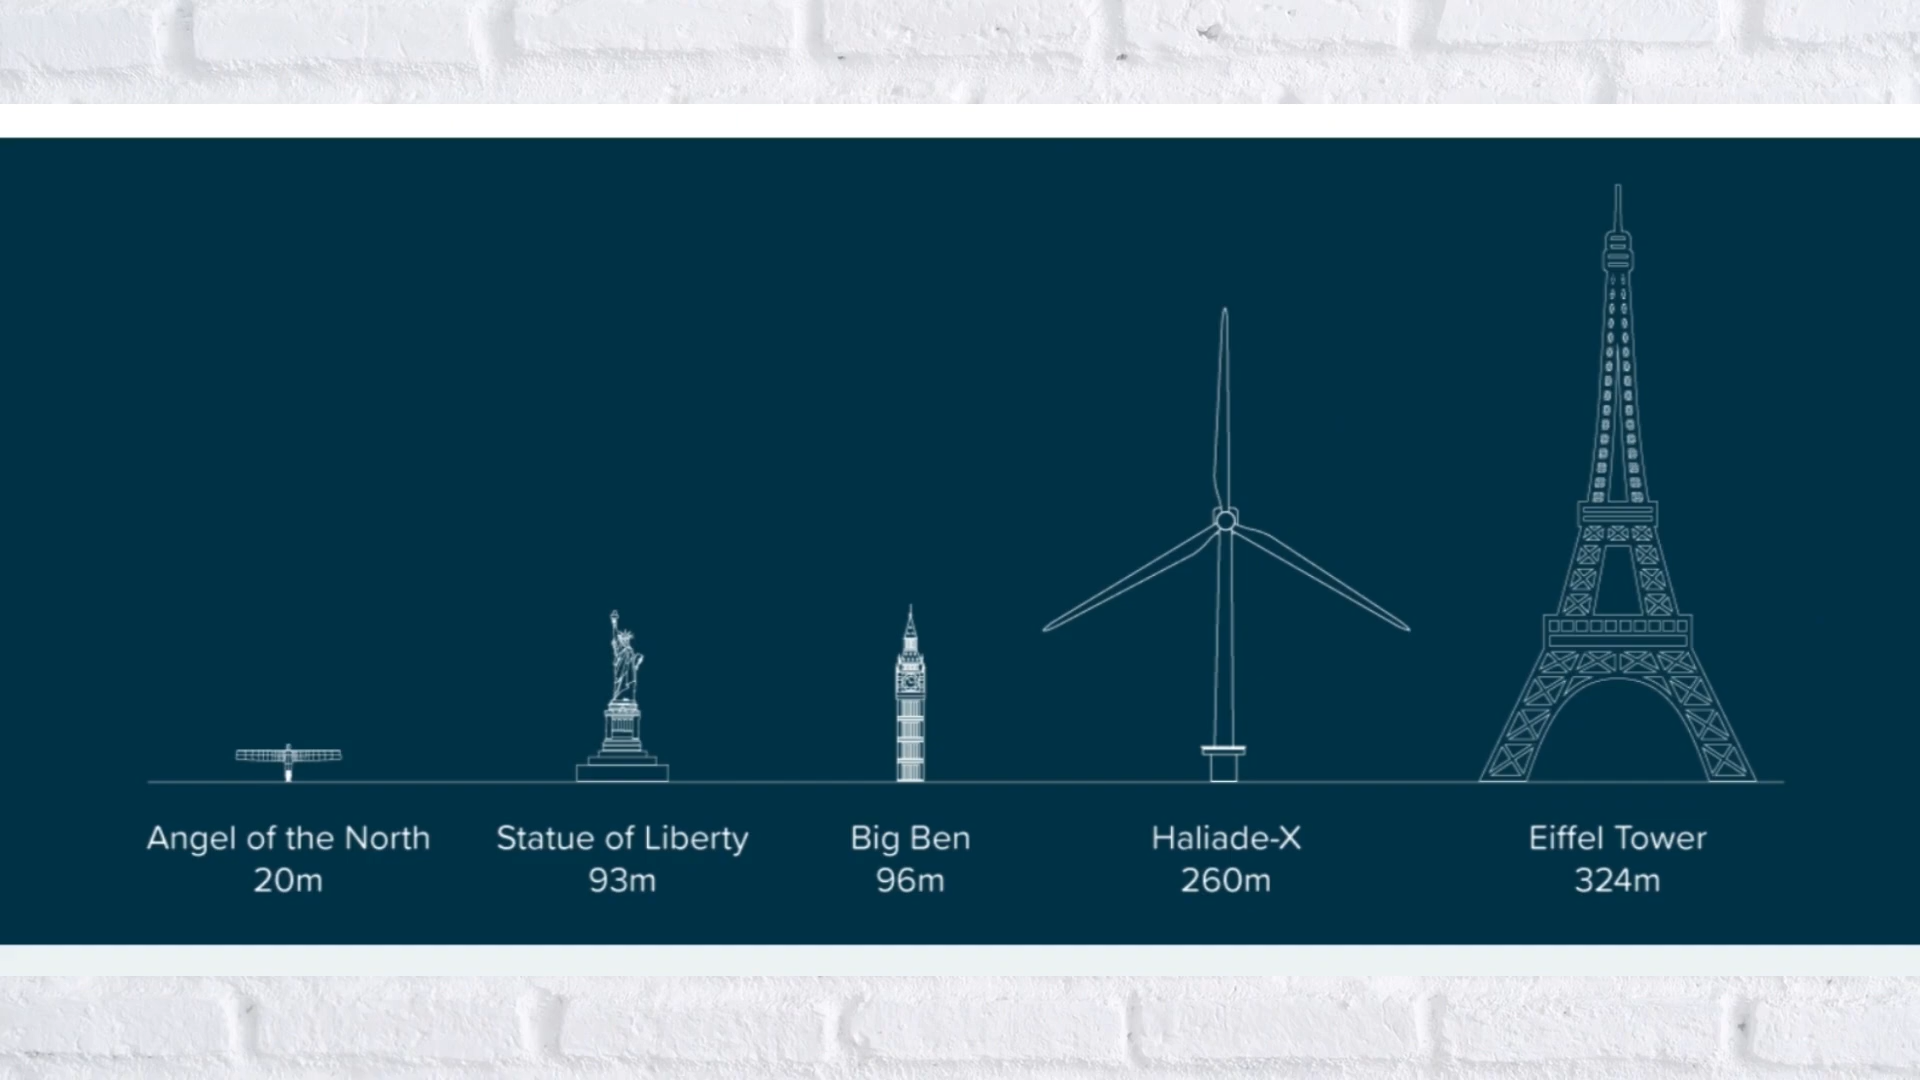 Angel of the North
20m
Statue of Liberty
93m
Big Ben
96m
Haliade-X
260m
Eiffel Tower
324m